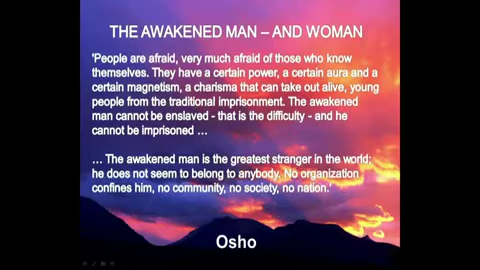 THE AWAKENED MAN – AND WOMAN
'People are afraid, very much afraid of those who know
themselves. They have a certain power, a certain aura and a
certain magnetism, a charisma that can take out alive, young
people from the traditional imprisonment. The awakened
man cannot be enslaved - that is the difficulty - and he
cannot be imprisoned …
… The awakened man is the greatest stranger in the world;
he does not seem to belong to anybody. No organization
confines him, no community, no society, no nation.'
Osho